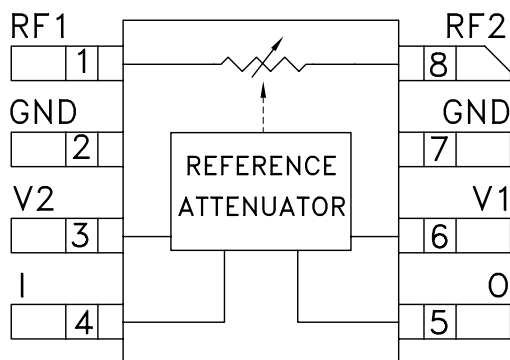 RF1
1
GND
2
V2
3
I
4
REFERENCE
ATTENUATOR
RF2
8
GND
7
V1
6
O
5